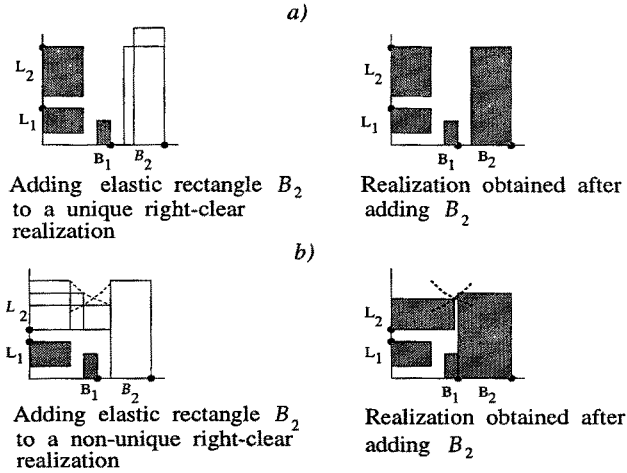 a)
L2
L1
B1
B2
L2
L1
B1
B2
Adding elastic rectangle B2
to a unique right-clear
realization
Realization obtained after
adding B2
b)
L2
L1
B1
B2
L2
L1
B1
B2
Adding elastic rectangle B2
to a non-unique right-clear
realization
Realization obtained after
adding B2